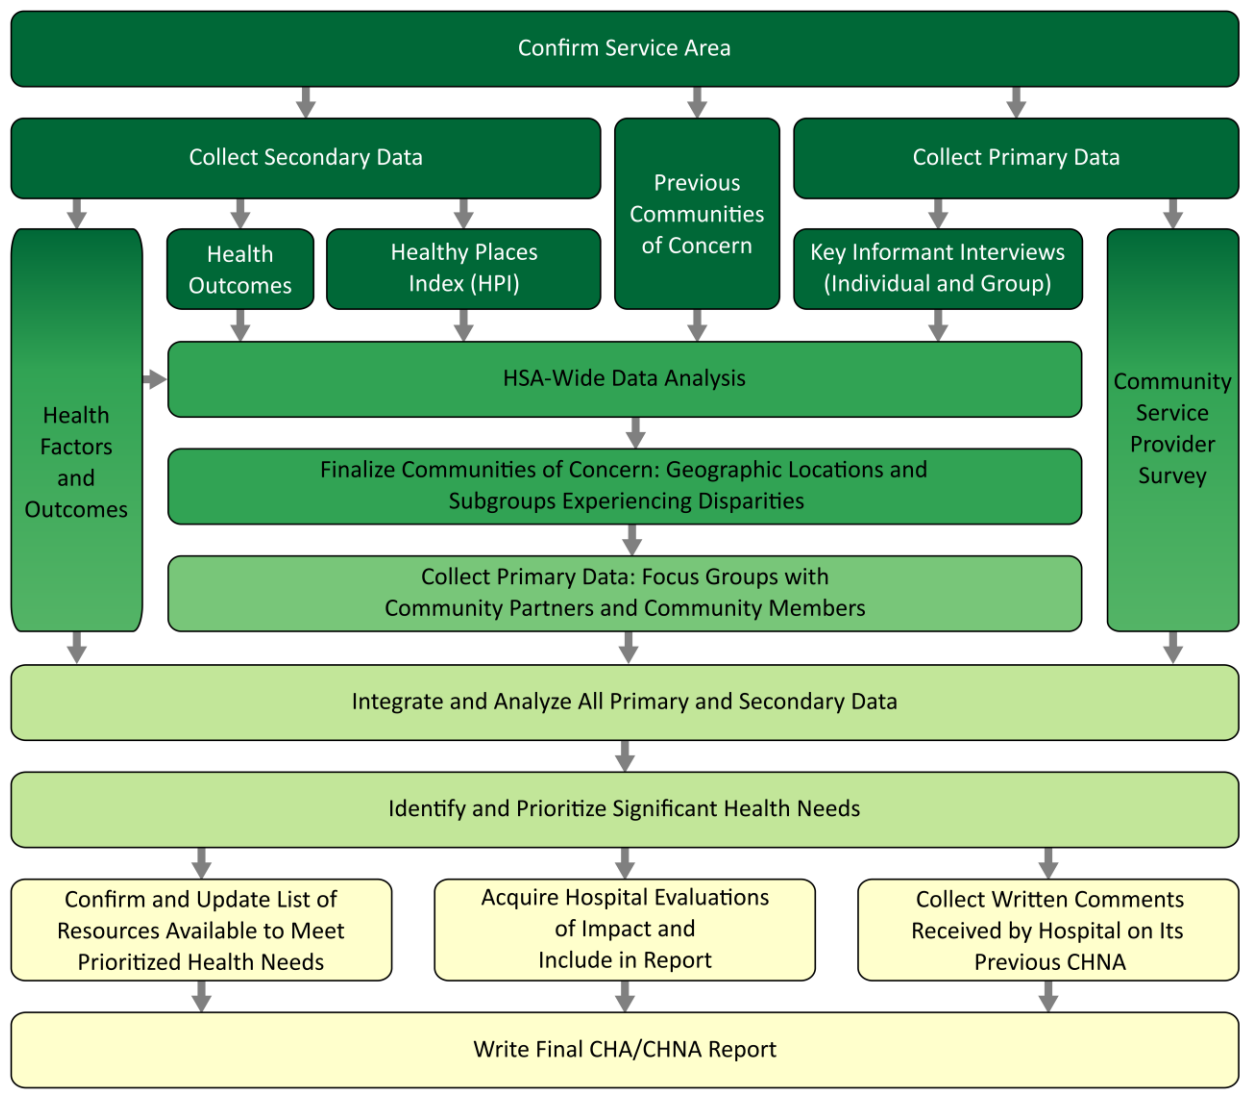 Confirm Service Area
Collect Secondary Data
Previous
Communities
of Concern
Collect Primary Data
Health
Outcomes
Healthy Places
Index (HPI)
Key Informant Interviews
(Individual and Group)
Health
Factors
and
Outcomes
HSA-Wide Data Analysis
Community
Service
Provider
Survey
Finalize Communities of Concern: Geographic Locations and
Subgroups Experiencing Disparities
Collect Primary Data: Focus Groups with
Community Partners and Community Members
Integrate and Analyze All Primary and Secondary Data
Identify and Prioritize Significant Health Needs
Confirm and Update List of
Resources Available to Meet
Prioritized Health Needs
Acquire Hospital Evaluations
of Impact and
Include in Report
Collect Written Comments
Received by Hospital on Its
Previous CHNA
Write Final CHA/CHNA Report